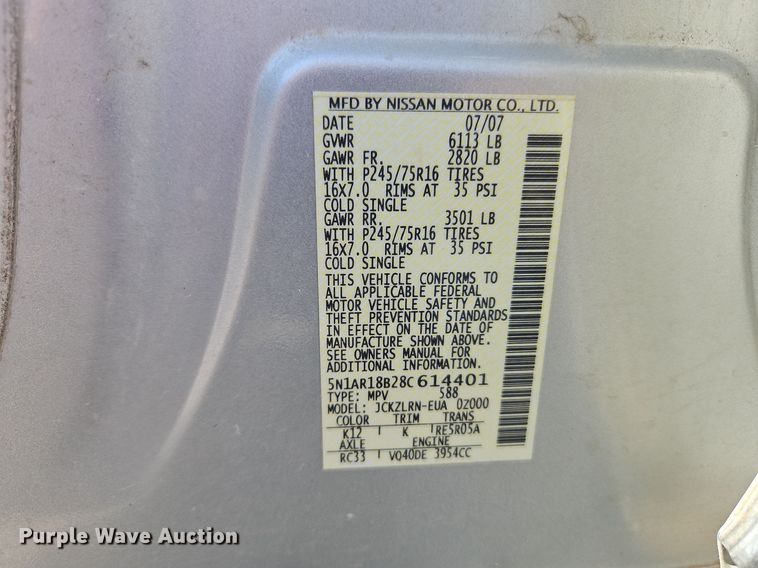 MFD BY NISSAN MOTOR CO., LTD.
DATE 07/07
GVWR 6113 LB
GAWR FR. 2820 LB
WITH P245/75R16 TIRES
16X7.0 RIMS AT 35 PSI
COLD SINGLE
GAWR RR. 3501 LB
WITH P245/75R16 TIRES
16X7.0 RIMS AT 35 PSI
COLD SINGLE
THIS VEHICLE CONFORMS TO
ALL APPLICABLE FEDERAL
MOTOR VEHICLE SAFETY AND
THEFT PREVENTION STANDARDS
IN EFFECT ON THE DATE OF
MANUFACTURE SHOWN ABOVE.
SEE OWNERS MANUAL FOR
ADDITIONAL INFORMATION.
5N1AR18B28C614401
TYPE: MPV 588
MODEL: JCKZLRN-EUA 0Z000
COLOR TRIM TRANS
K12 K RE5R05A
AXLE ENGINE
RC33 VQ40DE 3954CC
Purple Wave Auction